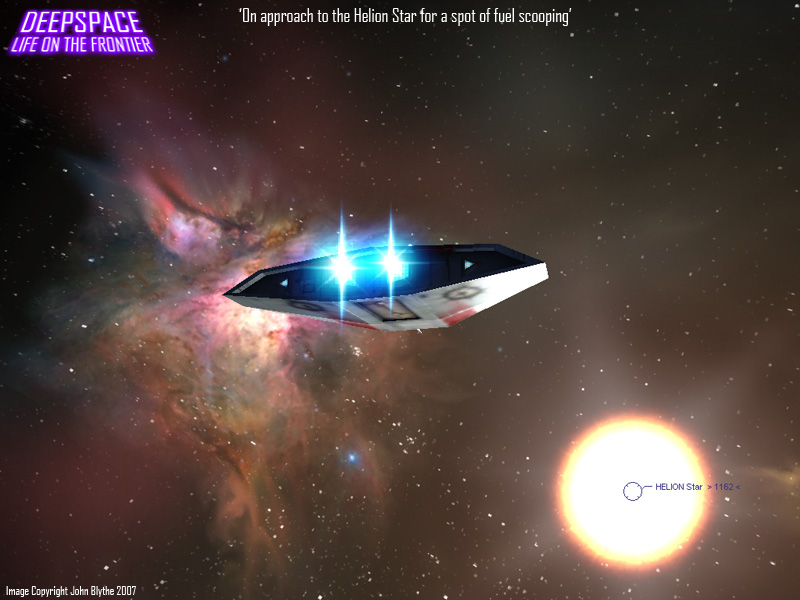 DEEPSPACE
LIFE ON THE FRONTIER
'On approach to the Helion Star for a spot of fuel scooping'
HELION Star > 1162 <
Image Copyright John Blythe 2007